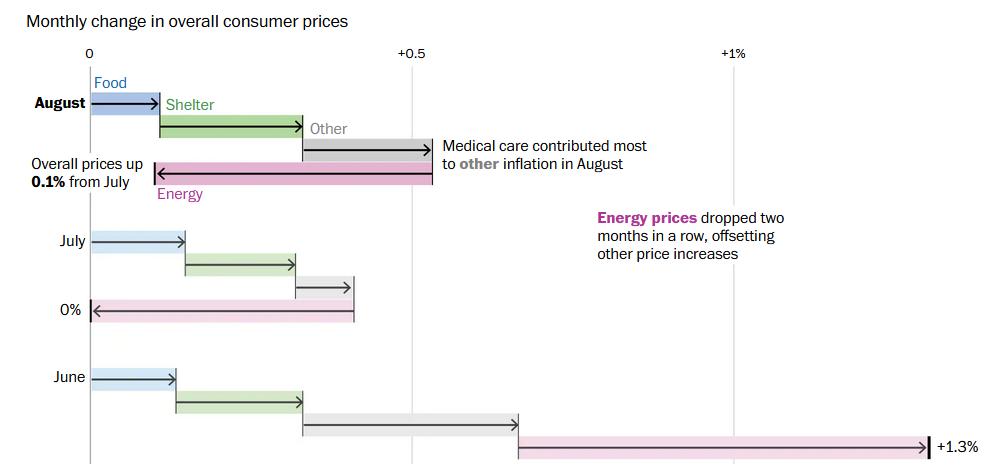 Monthly change in overall consumer prices
0
+0.5
+1%
Food
August
Shelter
Other
Medical care contributed most
to other inflation in August
Overall prices up
0.1% from July
Energy
Energy prices dropped two
months in a row, offsetting
other price increases
July
0%
June
+1.3%